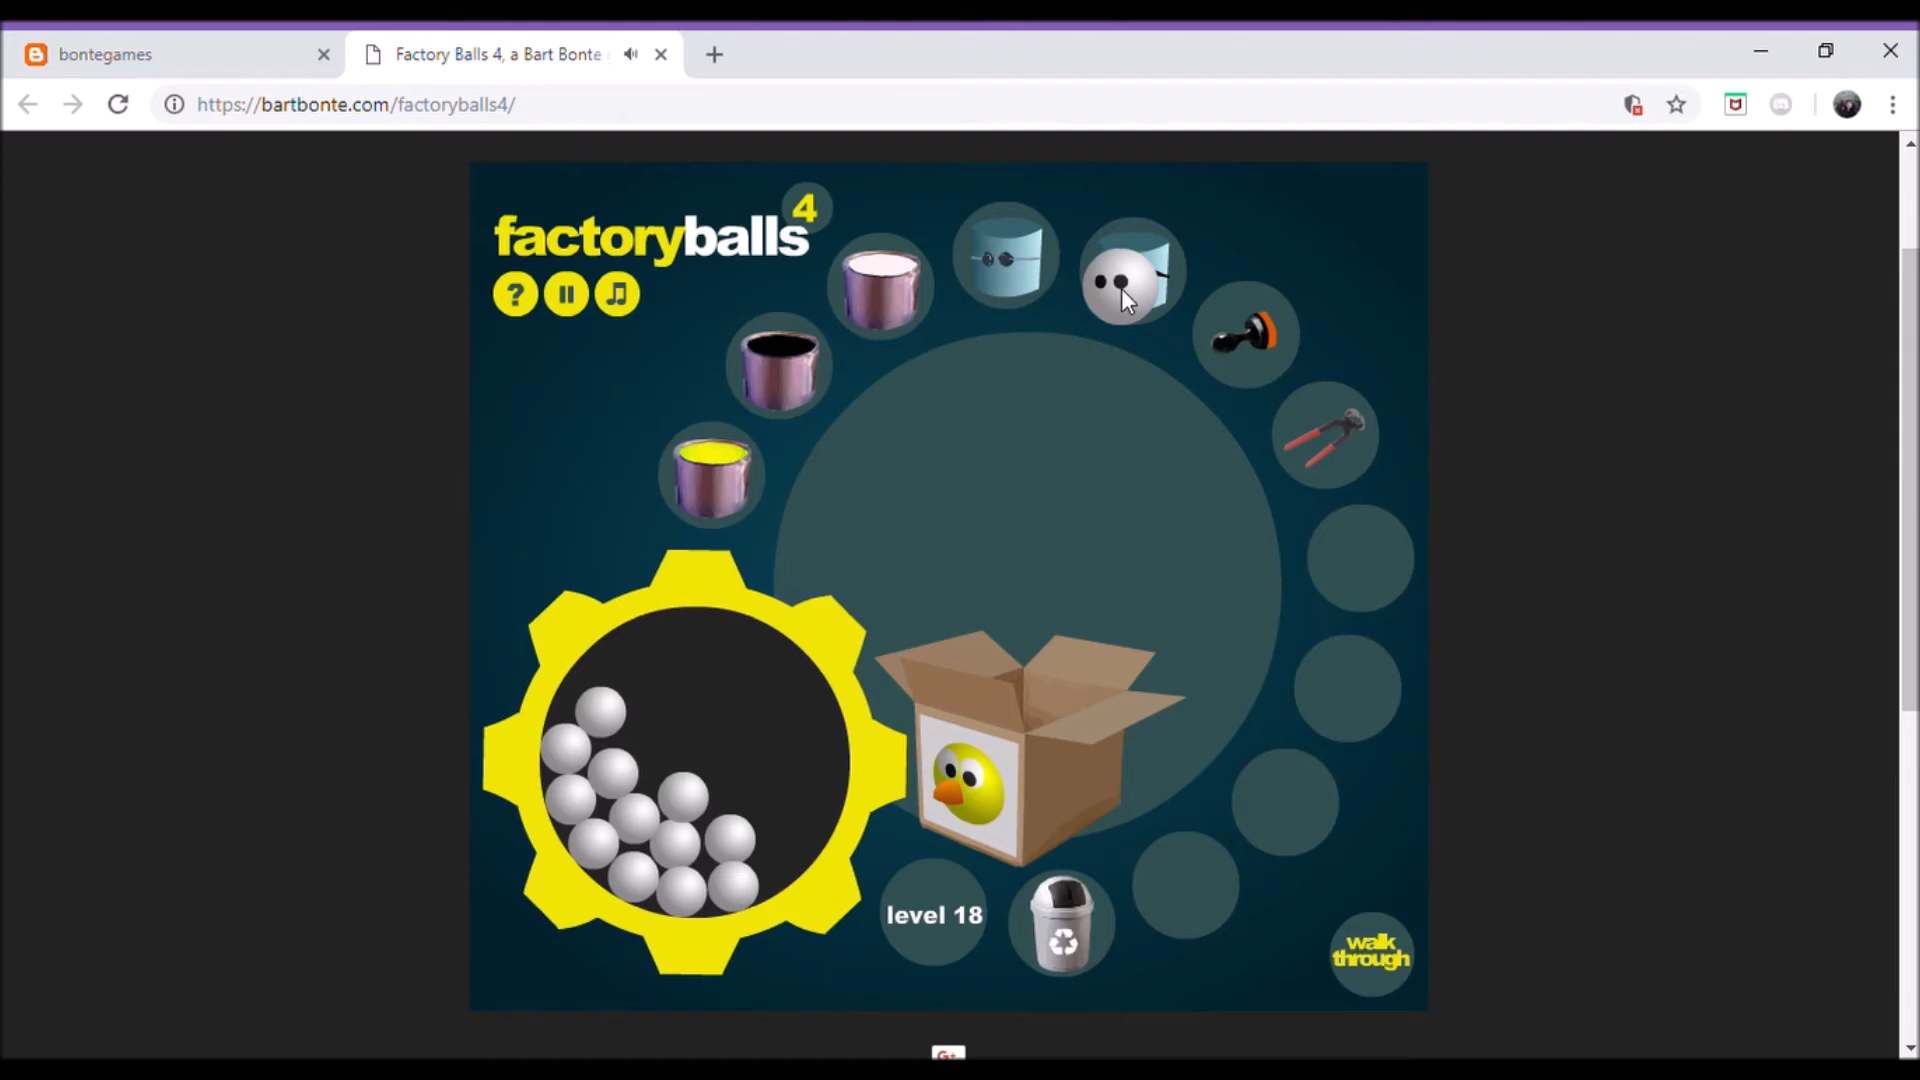 bontegames
Factory Balls 4, a Bart Bonte
https://bartbonte.com/factoryballs4/
4
factoryballs
?
level 18
walk
through
G+